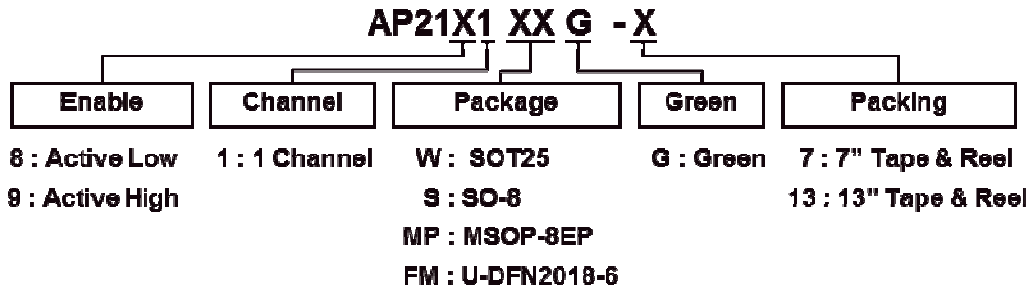 AP21X1 XX G - X
Enable Channel Package Green Packing
8 : Active Low 1 : 1 Channel W : SOT25 G : Green 7 : 7" Tape & Reel
9 : Active High S : SO-8 13 : 13" Tape & Reel
MP : MSOP-8EP
FM : U-DFN2018-6